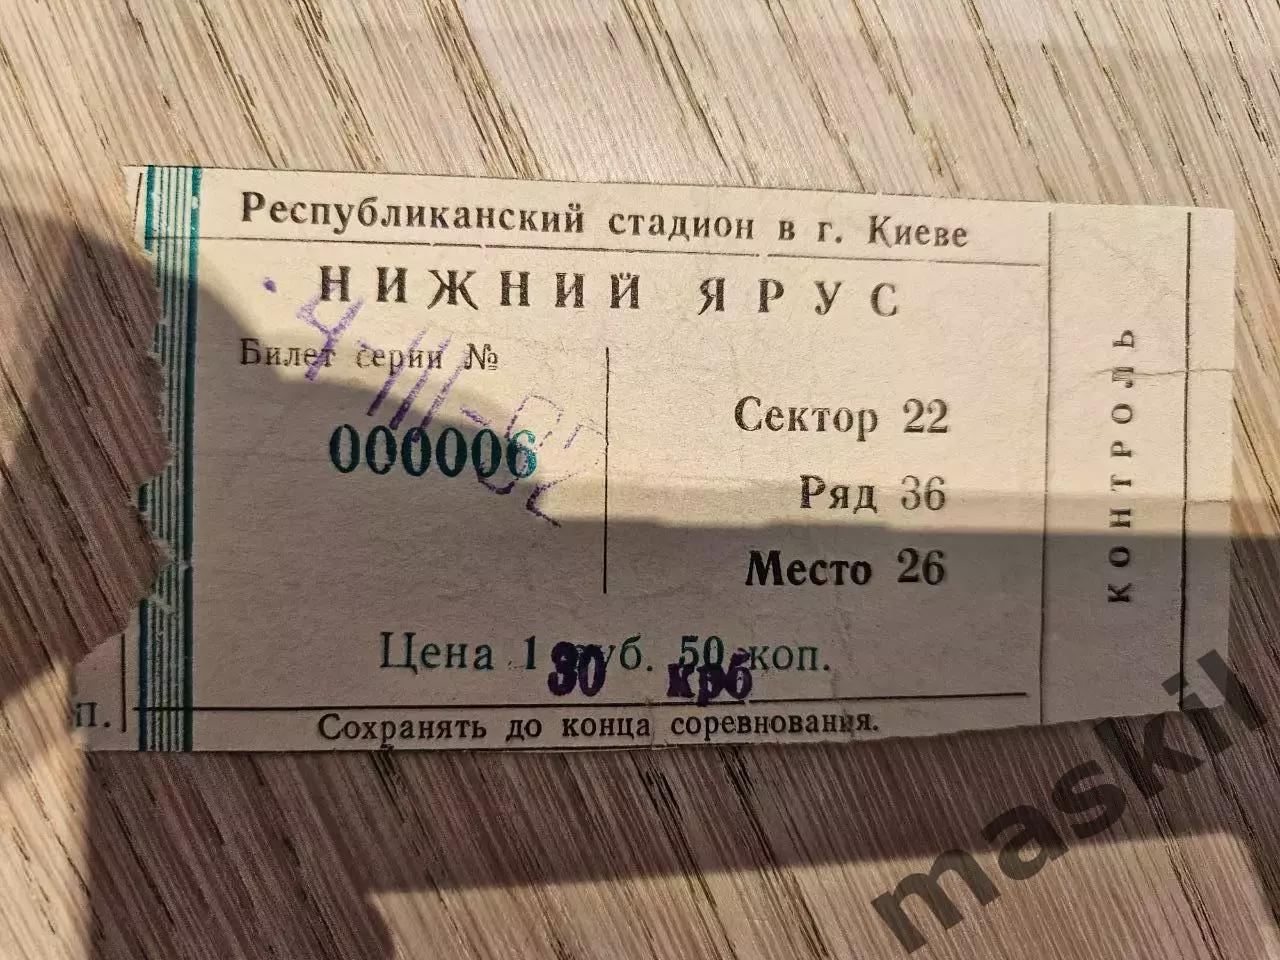 Республиканский стадион в г. Киеве
НИЖНИЙ ЯРУС
Билет серии №
000006
Сектор 22
Ряд 36
Место 26
Цена 1 руб. 50 коп.
30 крб
Сохранять до конца соревнования.
КОНТРОЛЬ
п.
maskil